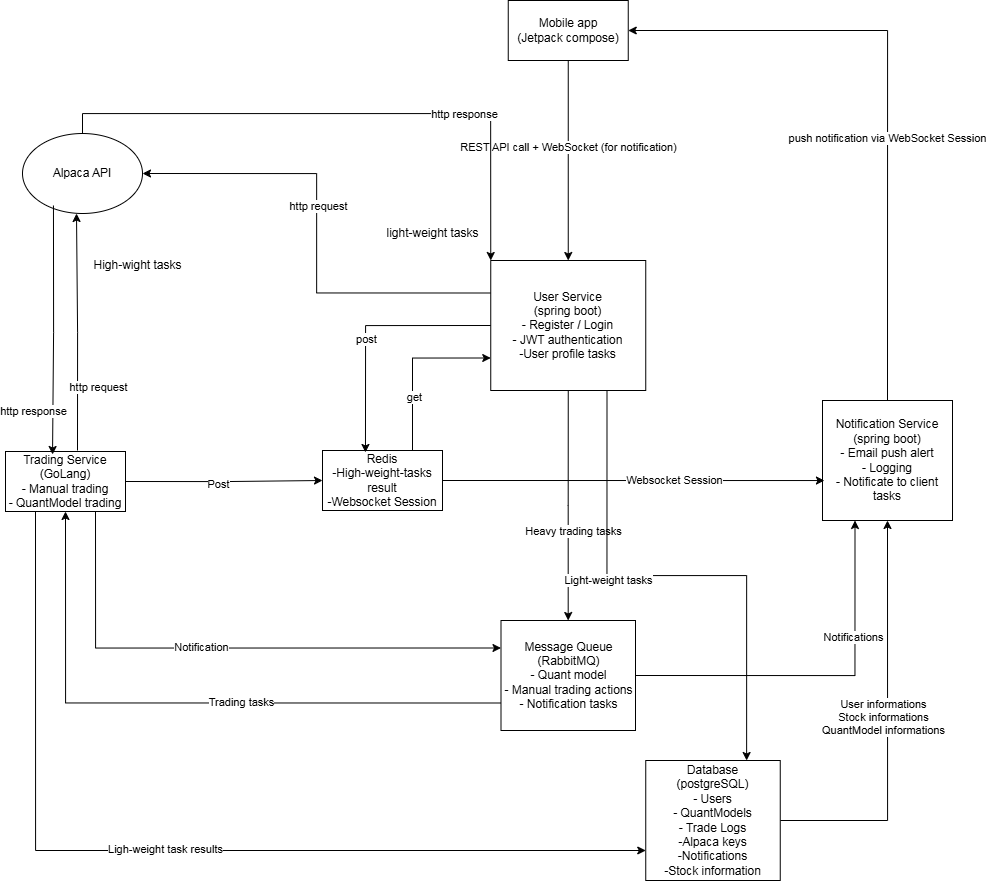 Mobile app
(Jetpack compose)
http response
push notification via WebSocket Session
REST API call + WebSocket (for notification)
Alpaca API
http request
light-weight tasks
High-wight tasks
User Service
(spring boot)
- Register / Login
- JWT authentication
-User profile tasks
post
http request
get
http response
Notification Service
(spring boot)
- Email push alert
- Logging
- Notificate to client
tasks
Trading Service
(GoLang)
- Manual trading
- QuantModel trading
Post
Redis
-High-weight-tasks
result
-Websocket Session
Websocket Session
Heavy trading tasks
Light-weight tasks
Notification
Message Queue
(RabbitMQ)
- Quant model
- Manual trading actions
- Notification tasks
Notifications
Trading tasks
User informations
Stock informations
QuantModel informations
Database
(postgreSQL)
- Users
- QuantModels
- Trade Logs
-Alpaca keys
-Notifications
-Stock information
Ligh-weight task results